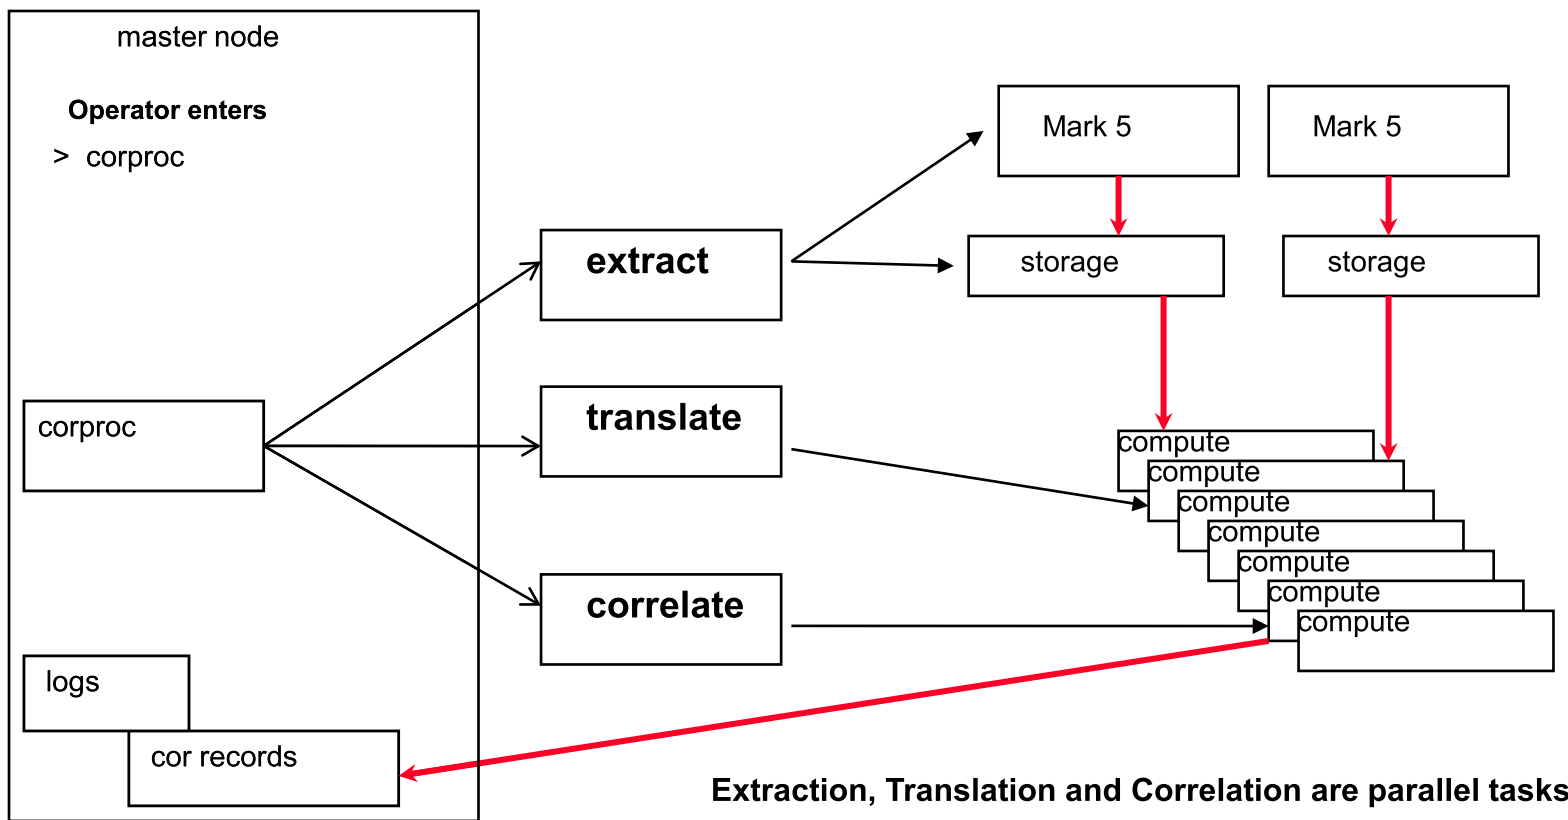 master node
Operator enters
> corproc
Mark 5
Mark 5
extract
storage
storage
translate
corproc
compute
compute
compute
compute
compute
compute
compute
correlate
logs
cor records
Extraction, Translation and Correlation are parallel tasks